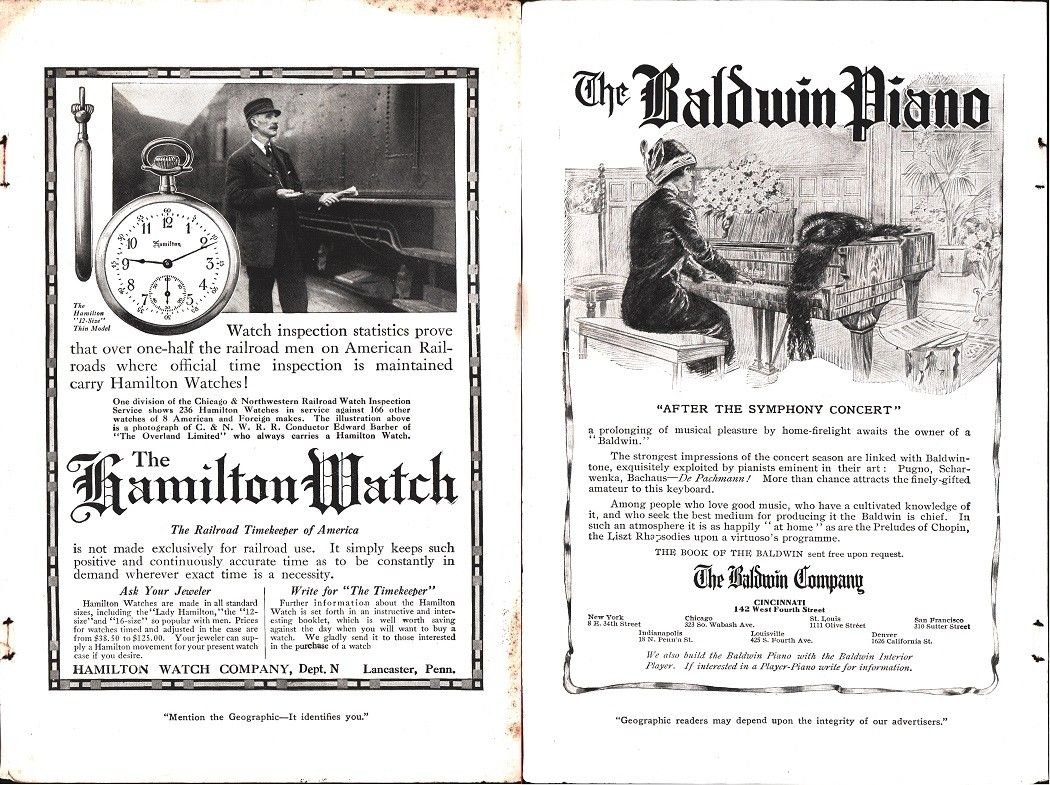 12
11
1
10
2
9
3
8
4
7
5
Hamilton
The
Hamilton
"12-Size"
Thin Model
Watch inspection statistics prove
that over one-half the railroad men on American Rail-
roads where official time inspection is maintained
carry Hamilton Watches!
One division of the Chicago & Northwestern Railroad Watch Inspection
Service shows 236 Hamilton Watches in service against 166 other
watches of 8 American and Foreign makes. The illustration above
is a photograph of C. & N. W. R. R. Conductor Edward Barber of
"The Overland Limited" who always carries a Hamilton Watch.
The
Hamilton Watch
The Railroad Timekeeper of America
is not made exclusively for railroad use. It simply keeps such
positive and continuously accurate time as to be constantly in
demand wherever exact time is a necessity.
Ask Your Jeweler
Hamilton Watches are made in all standard
sizes, including the "Lady Hamilton," the "12-
size" and "16-size" so popular with men. Prices
for watches timed and adjusted in the case are
from $38.50 to $125.00. Your jeweler can sup-
ply a Hamilton movement for your present watch
case if you desire.
Write for "The Timekeeper"
Further information about the Hamilton
Watch is set forth in an instructive and inter-
esting booklet, which is well worth saving
against the day when you will want to buy a
watch. We gladly send it to those interested
in the purchase of a watch
HAMILTON WATCH COMPANY, Dept. N Lancaster, Penn.
"Mention the Geographic—It identifies you."
The Baldwin Piano
"AFTER THE SYMPHONY CONCERT"
a prolonging of musical pleasure by home-firelight awaits the owner of a
"Baldwin."
The strongest impressions of the concert season are linked with Baldwin-
tone, exquisitely exploited by pianists eminent in their art: Pugno, Schar-
wenka, Bachaus—De Pachmann! More than chance attracts the finely-gifted
amateur to this keyboard.
Among people who love good music, who have a cultivated knowledge of
it, and who seek the best medium for producing it the Baldwin is chief. In
such an atmosphere it is as happily "at home" as are the Preludes of Chopin,
the Liszt Rhapsodies upon a virtuoso's programme.
THE BOOK OF THE BALDWIN sent free upon request.
The Baldwin Company
CINCINNATI
142 West Fourth Street
New York Chicago St. Louis San Francisco
8 E. 34th Street 323 So. Wabash Ave. 1111 Olive Street 310 Sutter Street
Indianapolis Louisville Denver
18 N. Penn'a St. 425 S. Fourth Ave. 1626 California St.
We also build the Baldwin Piano with the Baldwin Interior
Player. If interested in a Player-Piano write for information.
"Geographic readers may depend upon the integrity of our advertisers."